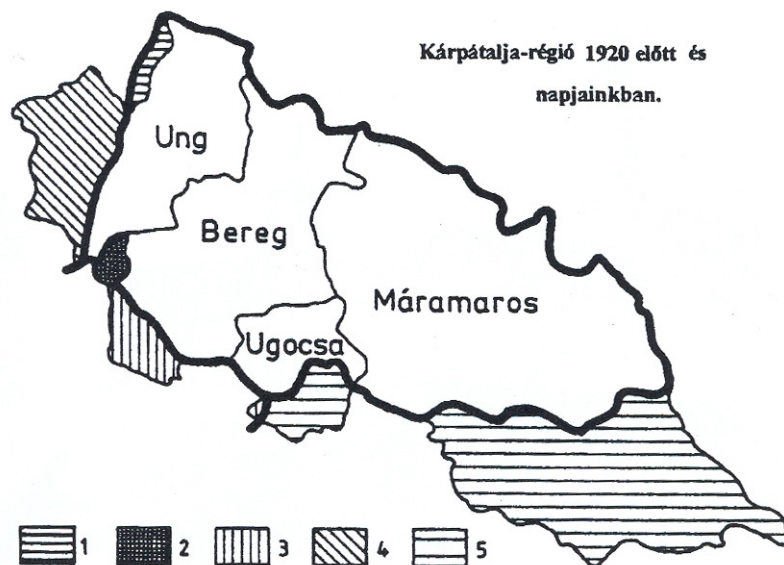 Kárpátalja-régió 1920 előtt és
napjainkban.
Ung
Bereg
Máramaros
Ugocsa
1 2 3 4 5